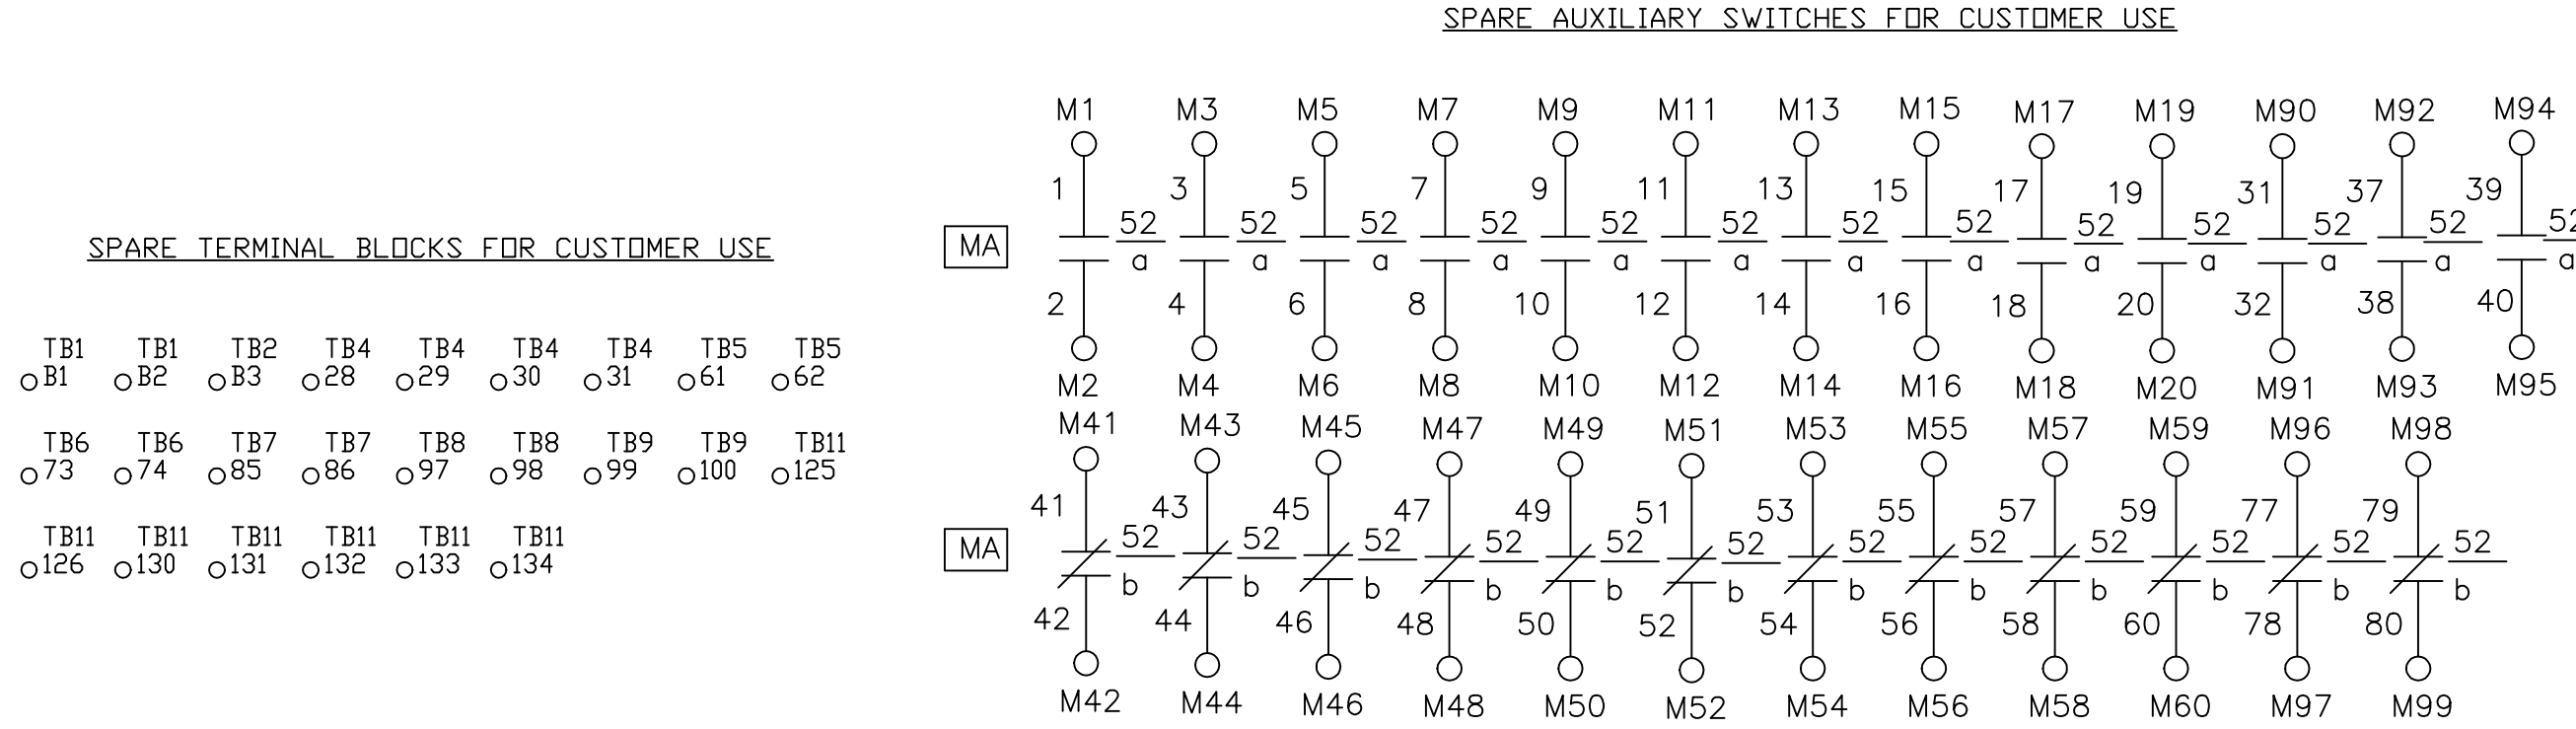 SPARE AUXILIARY SWITCHES FOR CUSTOMER USE
M1 M3 M5 M7 M9 M11 M13 M15 M17 M19 M90 M92 M94
1 3 5 7 9 11 13 15 17 19 31 37 39
52 52 52 52 52 52 52 52 52 52 52 52 52
MA
a a a a a a a a a a a a a
2 4 6 8 10 12 14 16 18 20 32 38 40
M2 M4 M6 M8 M10 M12 M14 M16 M18 M20 M91 M93 M95
SPARE TERMINAL BLOCKS FOR CUSTOMER USE
TB1 TB1 TB2 TB4 TB4 TB4 TB4 TB5 TB5
B1 B2 B3 28 29 30 31 61 62
TB6 TB6 TB7 TB7 TB8 TB8 TB9 TB9 TB11
73 74 85 86 97 98 99 100 125
TB11 TB11 TB11 TB11 TB11 TB11
126 130 131 132 133 134
M41 M43 M45 M47 M49 M51 M53 M55 M57 M59 M96 M98
41 43 45 47 49 51 53 55 57 59 77 79
52 52 52 52 52 52 52 52 52 52 52 52
MA
b b b b b b b b b b b b
42 44 46 48 50 52 54 56 58 60 78 80
M42 M44 M46 M48 M50 M52 M54 M56 M58 M60 M97 M99